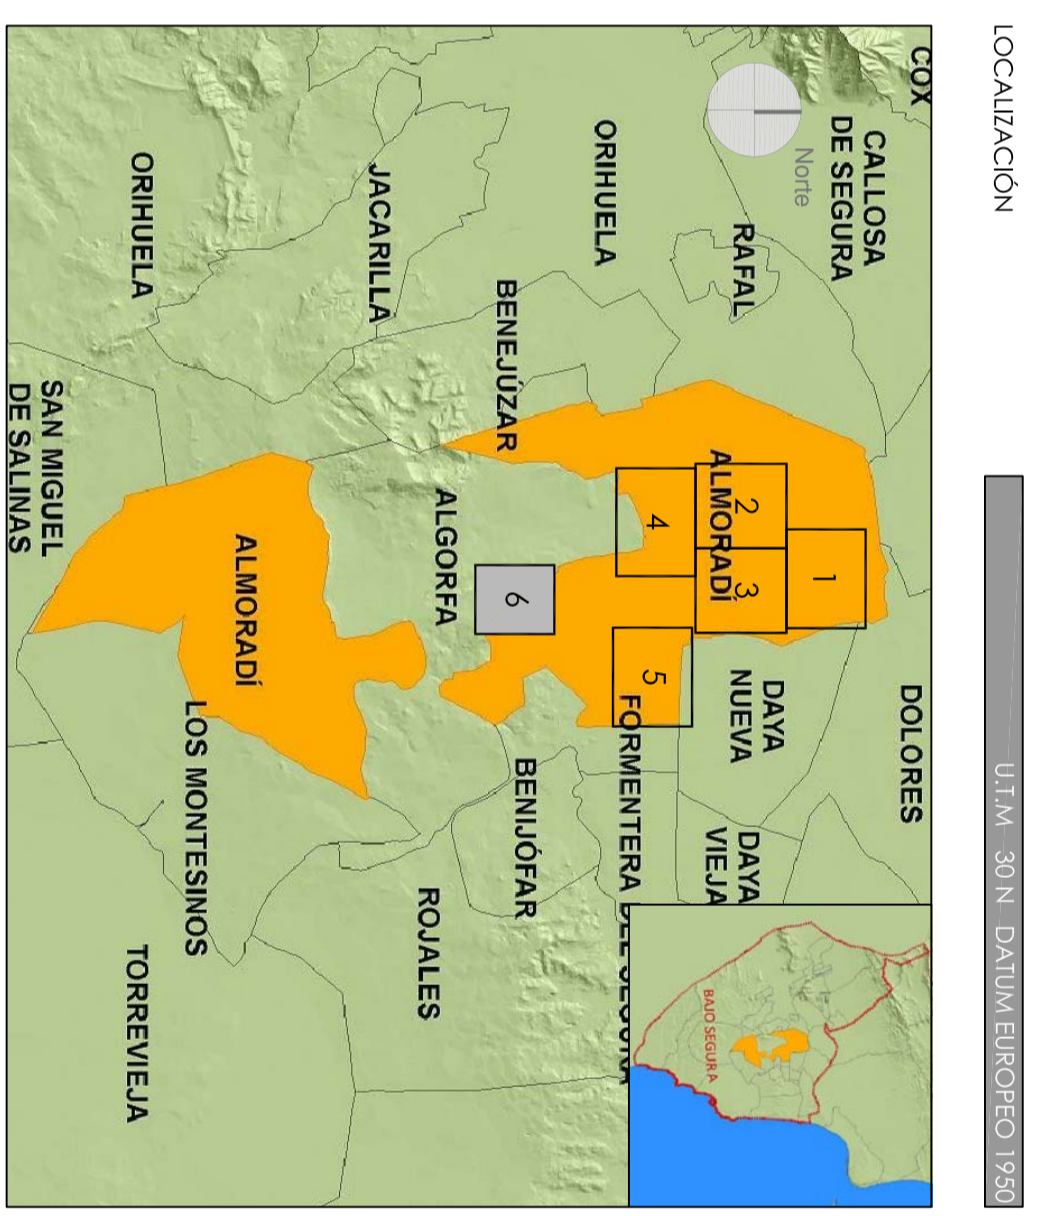 LOCALIZACIÓN
U.T.M 30 N DATUM EUROPEO 1950
COX
CALLOSA
DE SEGURA
DOLORES
Norte
RAFAL
ORIHUELA
ALMORADÍ
1
2
3
4
5
6
DAYA
NUEVA
DAYA
VIEJA
FORMENTERA DEL SEGURA
BENEJÚZAR
BENIJÓFAR
JACARILLA
ALGORFA
ROJALES
ORIHUELA
ALMORADÍ
LOS MONTESINOS
TORREVIEJA
SAN MIGUEL
DE SALINAS
BAJO SEGURA